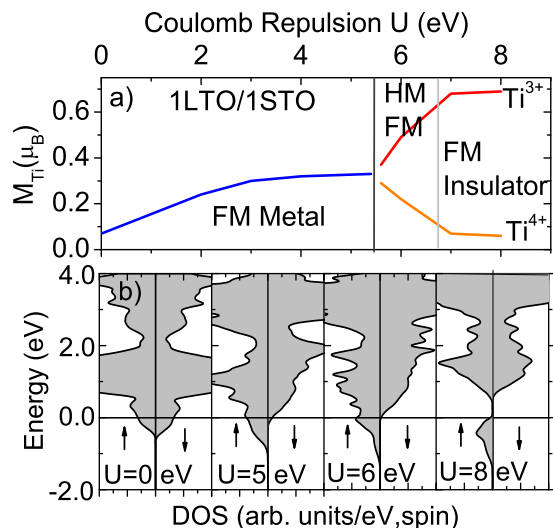 Coulomb Repulsion U (eV)
0 2 4 6 8
a) 1LTO/1STO HM Ti3+
FM
FM
Insulator
FM Metal
Ti4+
0.6
0.4
0.2
0.0
MTi(μB)
b)
4.0
2.0
0.0
-2.0
Energy (eV)
U=0 eV U=5 eV U=6 eV U=8 eV
DOS (arb. units/eV,spin)